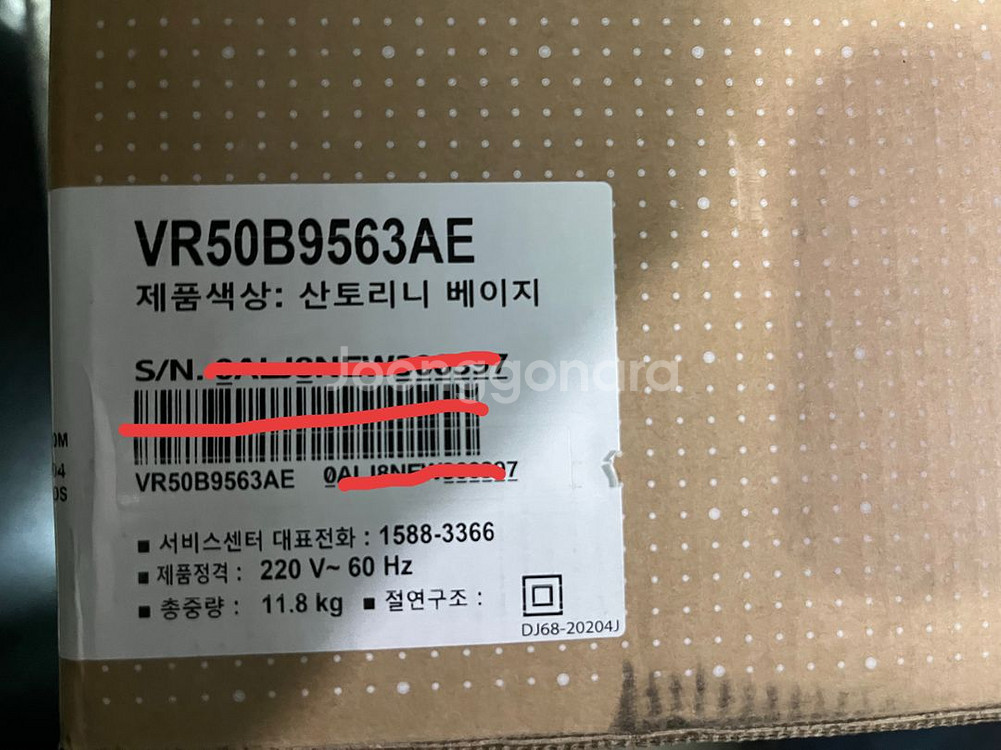 VR50B9563AE
제품색상: 산토리니 베이지
S/N.
Joonggonara
VR50B9563AE
■ 서비스센터 대표전화 : 1588-3366
■ 제품정격 : 220 V~ 60 Hz
■ 총중량 : 11.8 kg ■ 절연구조 :
DJ68-20204J